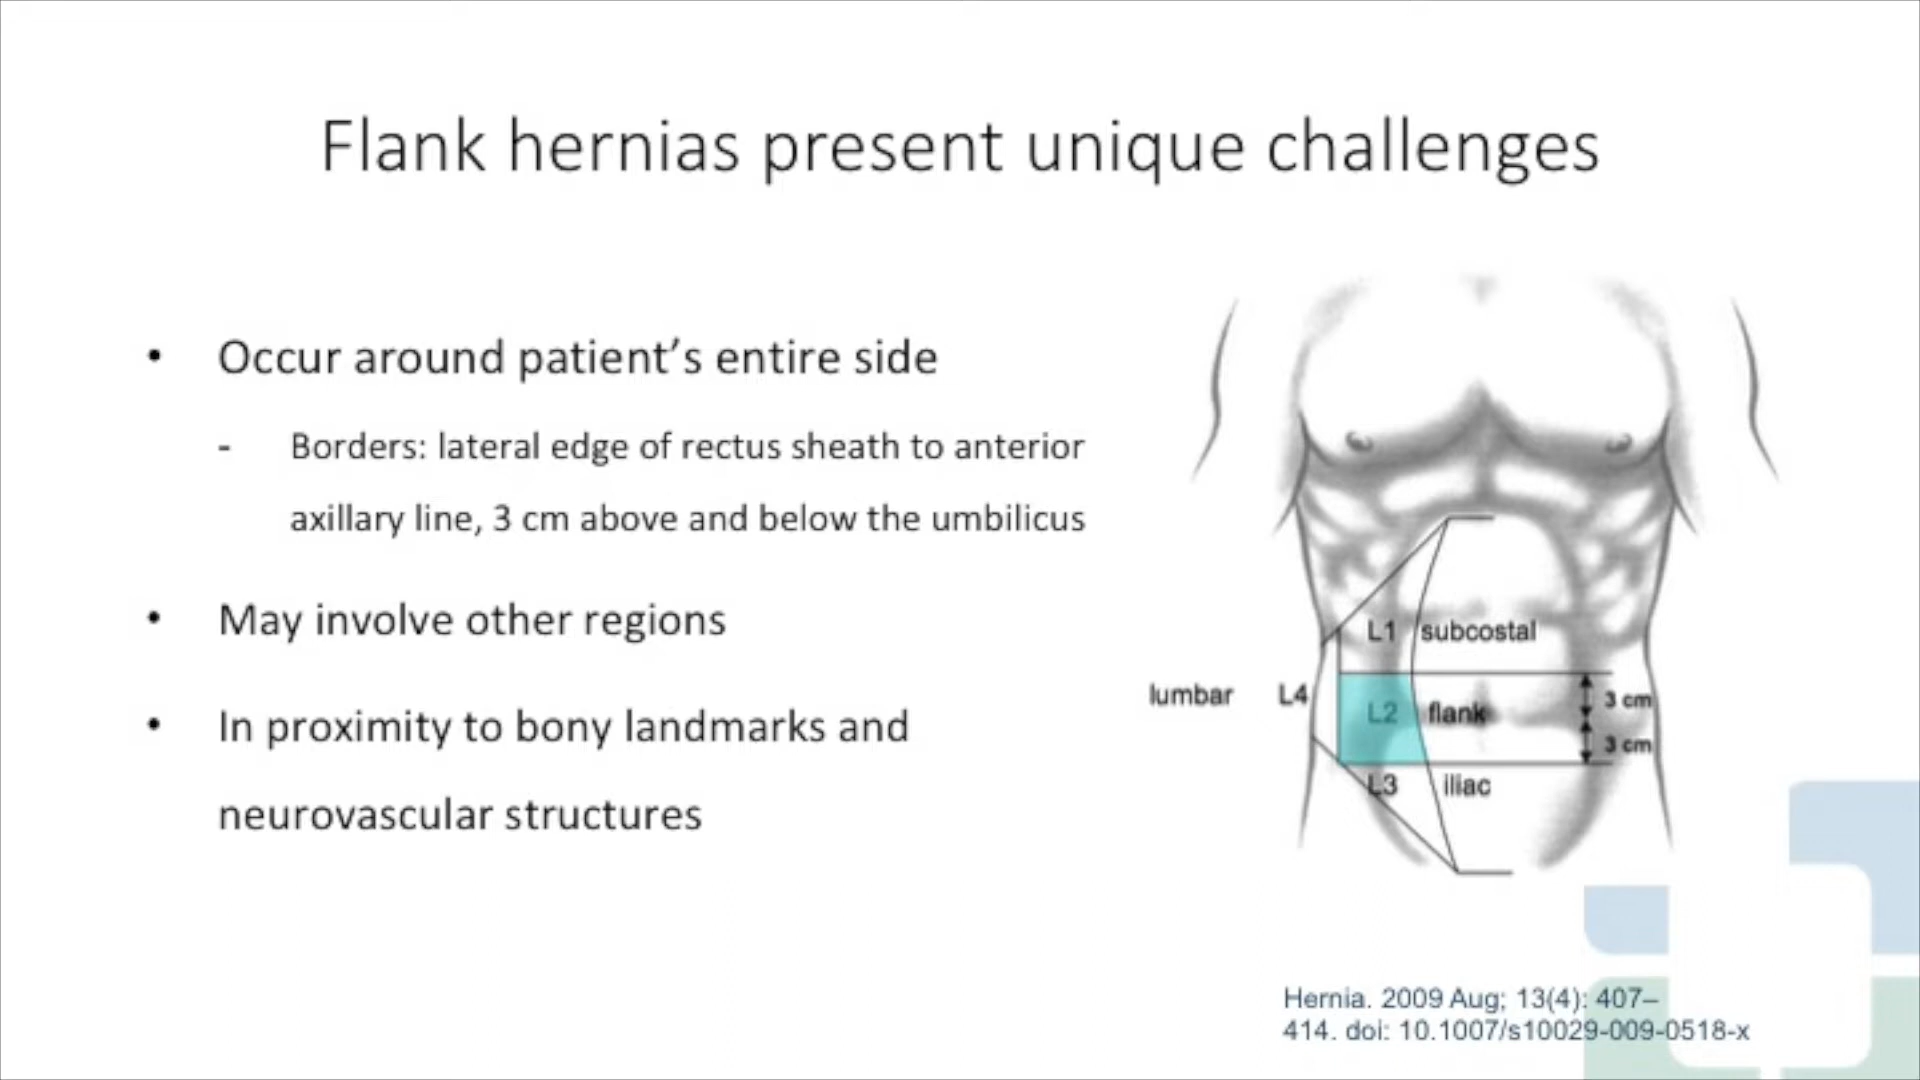 Flank hernias present unique challenges
• Occur around patient's entire side
- Borders: lateral edge of rectus sheath to anterior
axillary line, 3 cm above and below the umbilicus
• May involve other regions
• In proximity to bony landmarks and
neurovascular structures
L1 subcostal
lumbar L4 L2 flank 3 cm
3 cm
L3 iliac
Hernia. 2009 Aug; 13(4): 407–
414. doi: 10.1007/s10029-009-0518-x